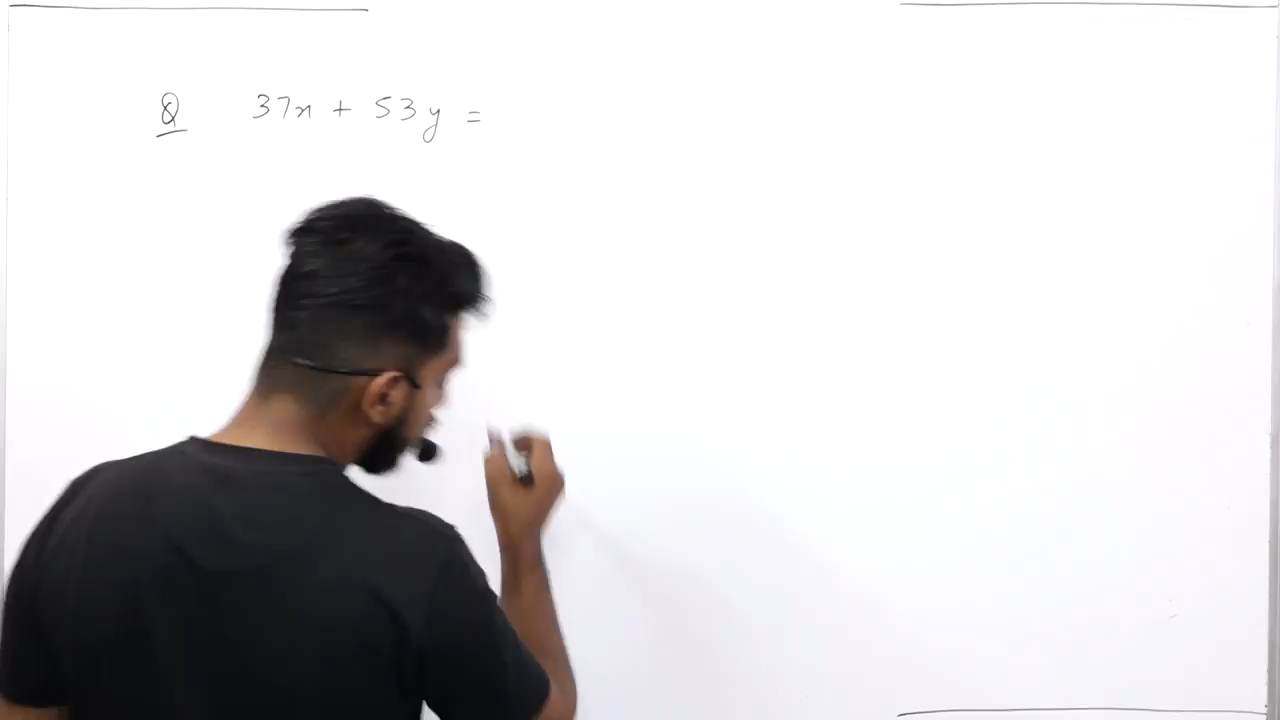 Q 37x + 53y =